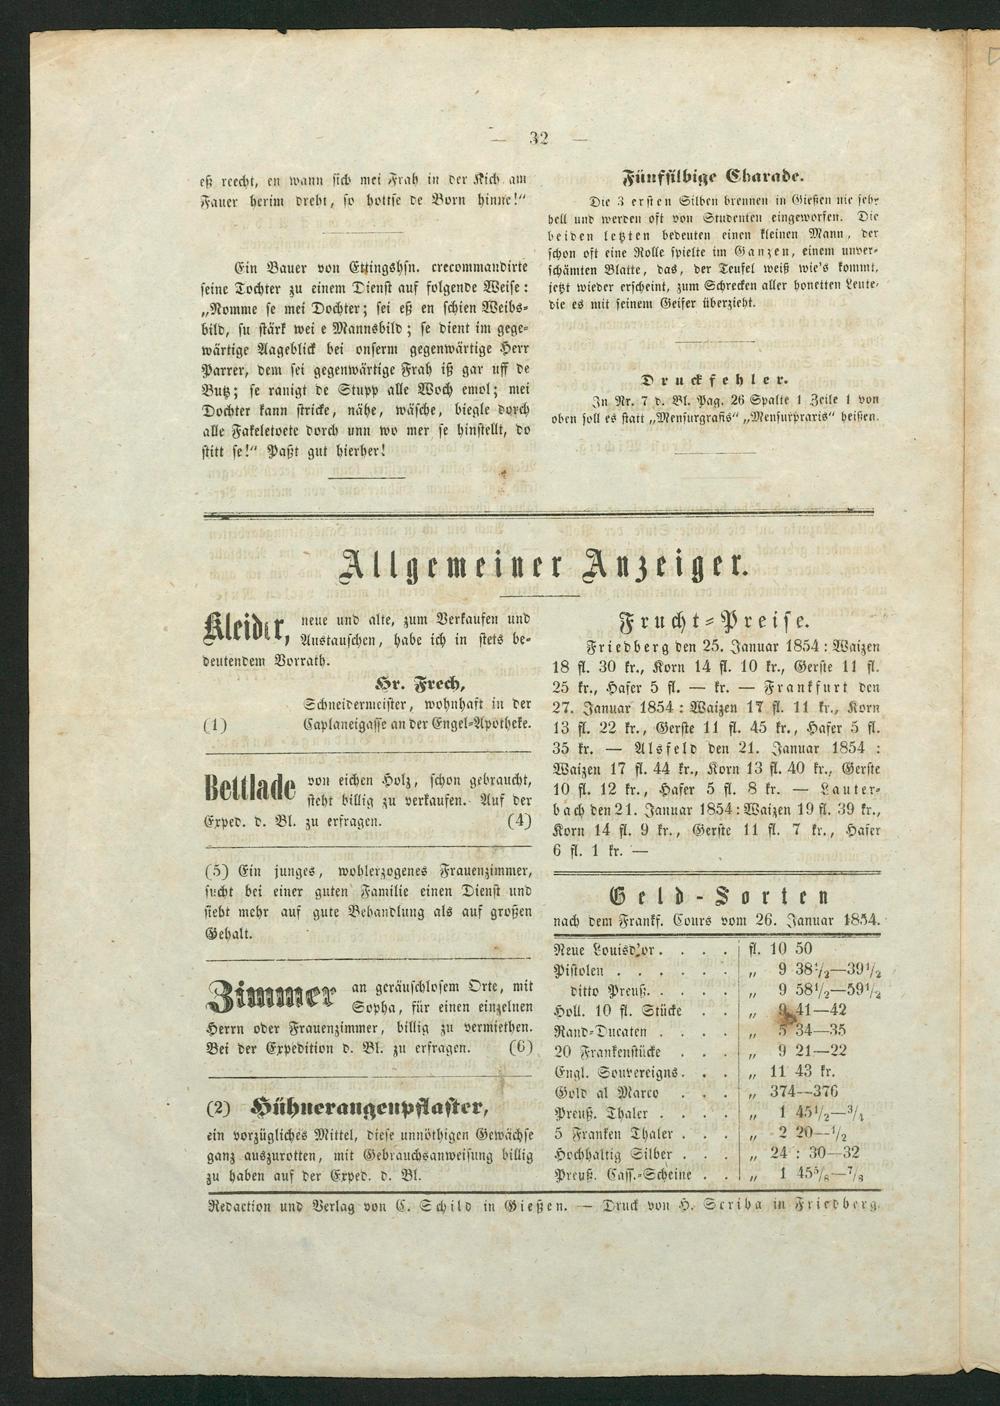 — 32 —
eß reecht, en wann sich mei Frah in der Kich am
Fauer herim dreht, so hottse de Born hinne!"
Ein Bauer von Ettingshsn. crecommandirte
seine Tochter zu einem Dienst auf folgende Weise:
„Nomme se mei Dochter; sei eß en schien Weibs-
bild, su stärk wei e Mannsbild; se dient im gege-
wärtige Aageblick bei onserm gegenwärtige Herr
Parrer, dem sei gegenwärtige Frah iß gar uff de
Butz; se ranigt de Stupp alle Woch emol; mei
Dochter kann stricke, nähe, wäsche, biegle dorch
alle Fakeletoete dorch unn wo mer se hinstellt, do
stitt se!" Paßt gut hierher!
Fünfsilbige Charade.
Die 3 ersten Silben brennen in Gießen nie sehr
hell und werden oft von Studenten eingeworfen. Die
beiden letzten bedeuten einen kleinen Mann, der
schon oft eine Rolle spielte im Ganzen, einem unver-
schämten Blatte, das, der Teufel weiß wie's kommt,
jetzt wieder erscheint, zum Schrecken aller honetten Leute-
die es mit seinem Geifer überzieht.
Druckfehler.
In Nr. 7 d. Bl. Pag. 26 Spalte 1 Zeile 1 von
oben soll es statt „Mensurgrafis" „Mensurpraxis" heißen.
Allgemeiner Anzeiger.
Kleider, neue und alte, zum Verkaufen und
Austauschen, habe ich in stets be-
deutendem Vorrath.
Hr. Frech,
Schneidermeister, wohnhaft in der
(1) Caplaneigasse an der Engel-Apotheke.
Bettlade von eichen Holz, schon gebraucht,
steht billig zu verkaufen. Auf der
Exped. d. Bl. zu erfragen. (4)
(5) Ein junges, wohlerzogenes Frauenzimmer,
sucht bei einer guten Familie einen Dienst und
sieht mehr auf gute Behandlung als auf großen
Gehalt.
Zimmer an geräuschlosem Orte, mit
Sopha, für einen einzelnen
Herrn oder Frauenzimmer, billig zu vermiethen.
Bei der Expedition d. Bl. zu erfragen. (6)
(2) Hühneraugenpflaster,
ein vorzügliches Mittel, diese unnöthigen Gewächse
ganz auszurotten, mit Gebrauchsanweisung billig
zu haben auf der Exped. d. Bl.
Frucht-Preise.
Friedberg den 25. Januar 1854: Waizen
18 fl. 30 kr., Korn 14 fl. 10 kr., Gerste 11 fl.
25 kr., Hafer 5 fl. — kr. — Frankfurt den
27. Januar 1854: Waizen 17 fl. 11 kr., Korn
13 fl. 22 kr., Gerste 11 fl. 45 kr., Hafer 5 fl.
35 kr. — Alsfeld den 21. Januar 1854 :
Waizen 17 fl. 44 kr., Korn 13 fl. 40 kr., Gerste
10 fl. 12 kr., Hafer 5 fl. 8 kr. — Lauter-
bach den 21. Januar 1854: Waizen 19 fl. 39 kr.,
Korn 14 fl. 9 kr., Gerste 11 fl. 7 kr., Hafer
6 fl. 1 kr. —
Geld-Sorten
nach dem Frankf. Cours vom 26. Januar 1854.
Neue Louisd'or . . . . fl. 10 50
Pistolen . . . . . . „ 9 38½—39½
ditto Preuß. . . . . „ 9 58½—59½
Holl. 10 fl. Stücke . . „ 9 41—42
Rand-Ducaten . . . . „ 5 34—35
20 Frankenstücke . . . „ 9 21—22
Engl. Souvereigns. . . „ 11 43 kr.
Gold al Marco . . . „ 374—376
Preuß. Thaler . . . . „ 1 45½—¾
5 Franken Thaler . . . „ 2 20—½
Hochhaltig Silber . . . „ 24 : 30—32
Preuß. Cass.-Scheine . . „ 1 45⅝—⅞
Redaction und Verlag von C. Schild in Gießen. — Druck von H. Scriba in Friedberg.